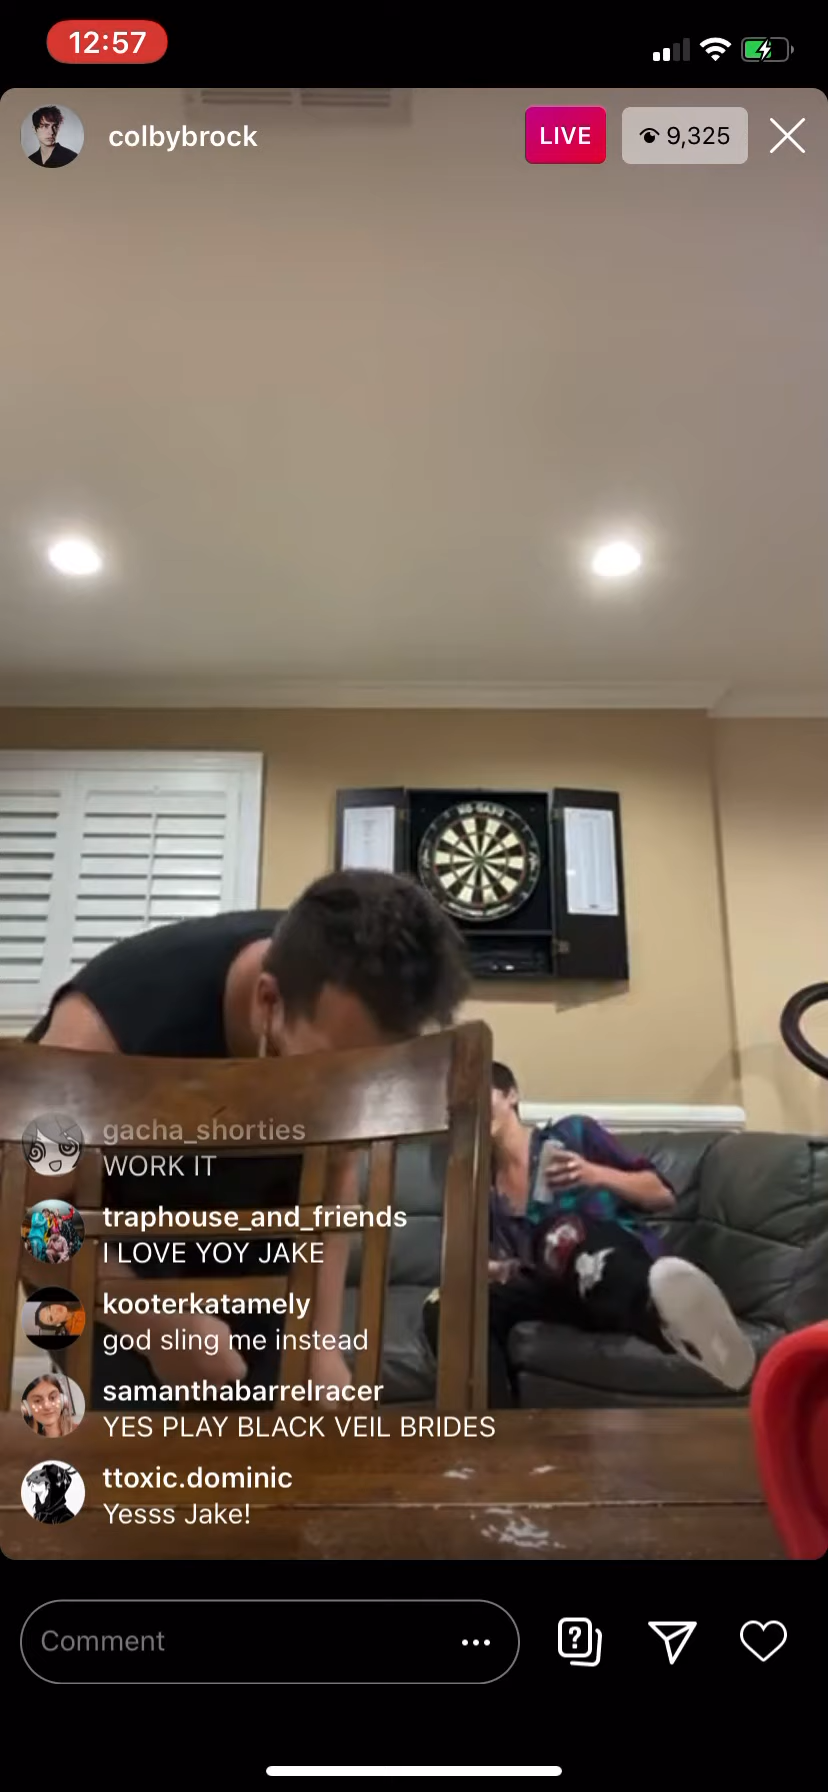 12:57
colbybrock
LIVE
9,325
gacha_shorties
WORK IT
traphouse_and_friends
I LOVE YOY JAKE
kooterkatamely
god sling me instead
samanthabarrelracer
YES PLAY BLACK VEIL BRIDES
ttoxic.dominic
Yesss Jake!
Comment